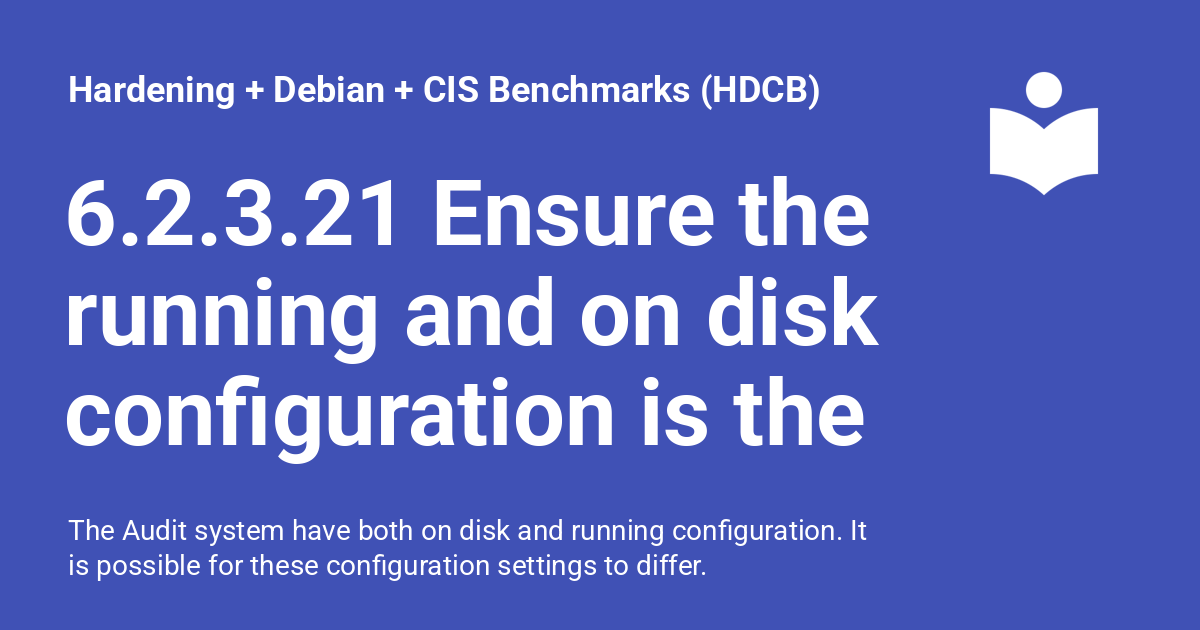 Hardening + Debian + CIS Benchmarks (HDCB)
6.2.3.21 Ensure the
running and on disk
configuration is the
The Audit system have both on disk and running configuration. It
is possible for these configuration settings to differ.